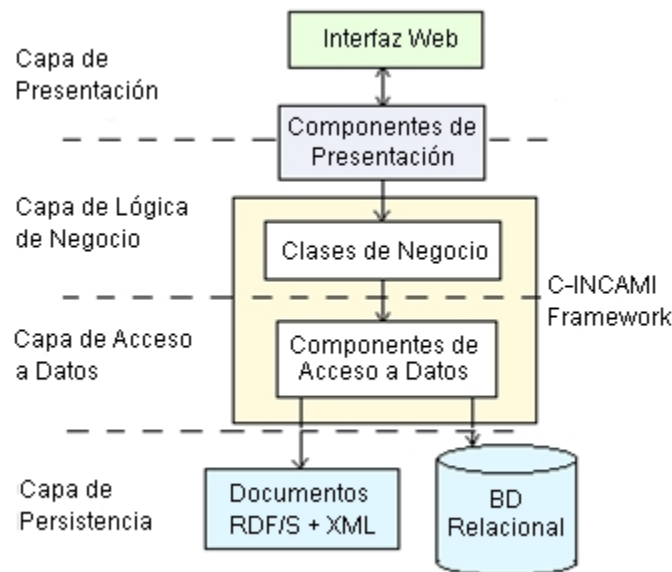 Interfaz Web
Capa de
Presentación
Componentes de
Presentación
Capa de Lógica
de Negocio
Clases de Negocio
C-INCAMI
Framework
Capa de Acceso
a Datos
Componentes de
Acceso a Datos
Capa de
Persistencia
Documentos
RDF/S + XML
BD
Relacional